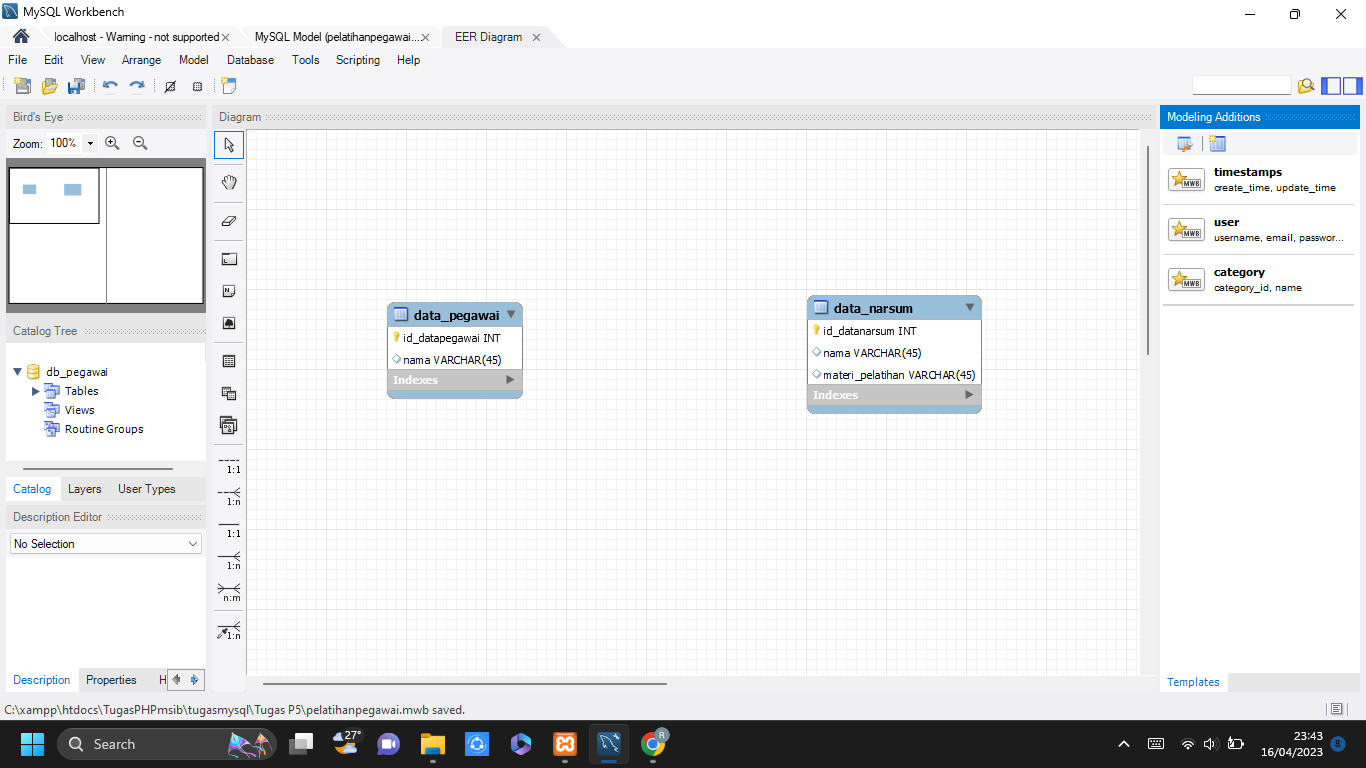 MySQL Workbench
localhost - Warning - not supported
MySQL Model (pelatihanpegawai...
EER Diagram
File Edit View Arrange Model Database Tools Scripting Help
Bird's Eye
Zoom: 100%
Catalog Tree
db_pegawai
Tables
Views
Routine Groups
Catalog Layers User Types
Description Editor
No Selection
Description Properties H
Diagram
1:1
1:n
1:1
1:n
n:m
1:n
data_pegawai
id_datapegawai INT
nama VARCHAR(45)
Indexes
data_narsum
id_datanarsum INT
nama VARCHAR(45)
materi_pelatihan VARCHAR(45)
Indexes
Modeling Additions
MWB
timestamps
create_time, update_time
MWB
user
username, email, passwor...
MWB
category
category_id, name
Templates
C:\xampp\htdocs\TugasPHPmsib\tugasmysql\Tugas P5\pelatihanpegawai.mwb saved.
Search
27°
R
23:43
16/04/2023
8